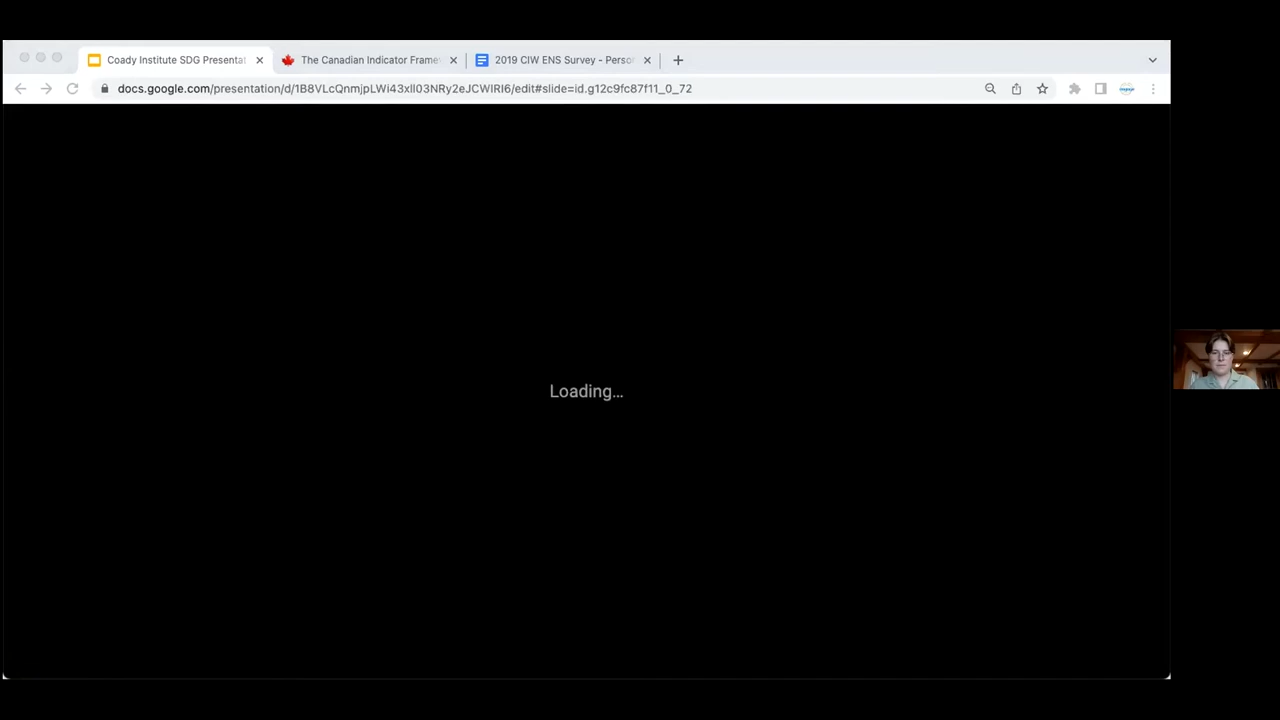 Coady Institute SDG Presentat
The Canadian Indicator Frame
2019 CIW ENS Survey - Perso
docs.google.com/presentation/d/1B8VLcQnmjpLWi43xlI03NRy2eJCWIRI6/edit#slide=id.g12c9fc87f11_0_72
Loading...